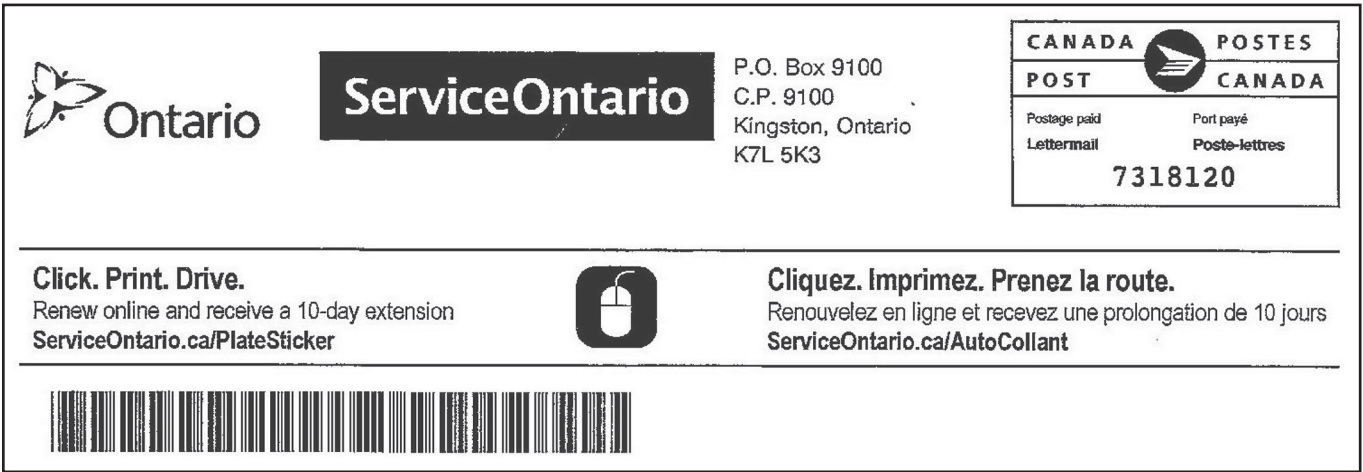 Ontario
ServiceOntario
P.O. Box 9100
C.P. 9100
Kingston, Ontario
K7L 5K3
CANADA POSTES
POST CANADA
Postage paid Port payé
Lettermail Poste-lettres
7318120
Click. Print. Drive.
Renew online and receive a 10-day extension
ServiceOntario.ca/PlateSticker
Cliquez. Imprimez. Prenez la route.
Renouvelez en ligne et recevez une prolongation de 10 jours
ServiceOntario.ca/AutoCollant